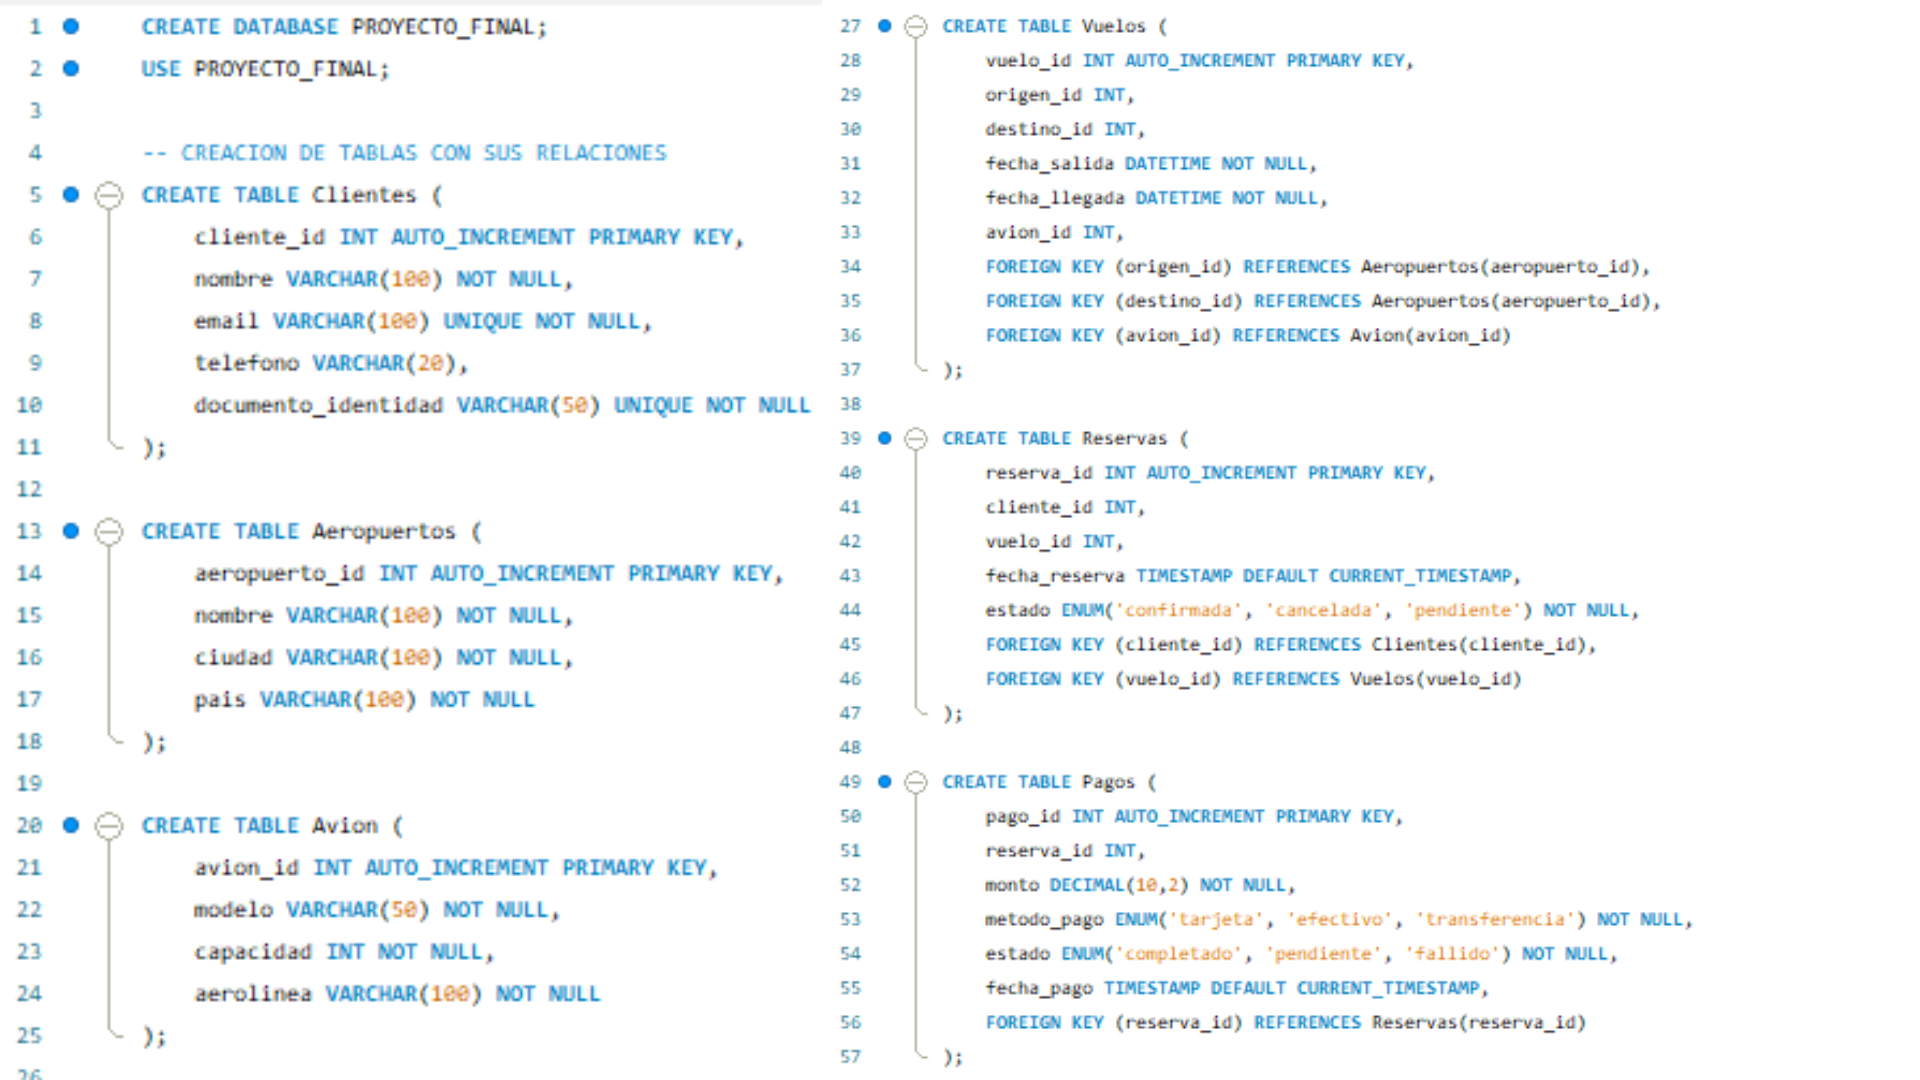 1 CREATE DATABASE PROYECTO_FINAL;
2 USE PROYECTO_FINAL;
3
4 -- CREACION DE TABLAS CON SUS RELACIONES
5 CREATE TABLE Clientes (
6 cliente_id INT AUTO_INCREMENT PRIMARY KEY,
7 nombre VARCHAR(100) NOT NULL,
8 email VARCHAR(100) UNIQUE NOT NULL,
9 telefono VARCHAR(20),
10 documento_identidad VARCHAR(50) UNIQUE NOT NULL
11 );
12
13 CREATE TABLE Aeropuertos (
14 aeropuerto_id INT AUTO_INCREMENT PRIMARY KEY,
15 nombre VARCHAR(100) NOT NULL,
16 ciudad VARCHAR(100) NOT NULL,
17 pais VARCHAR(100) NOT NULL
18 );
19
20 CREATE TABLE Avion (
21 avion_id INT AUTO_INCREMENT PRIMARY KEY,
22 modelo VARCHAR(50) NOT NULL,
23 capacidad INT NOT NULL,
24 aerolinea VARCHAR(100) NOT NULL
25 );
26
27 CREATE TABLE Vuelos (
28 vuelo_id INT AUTO_INCREMENT PRIMARY KEY,
29 origen_id INT,
30 destino_id INT,
31 fecha_salida DATETIME NOT NULL,
32 fecha_llegada DATETIME NOT NULL,
33 avion_id INT,
34 FOREIGN KEY (origen_id) REFERENCES Aeropuertos(aeropuerto_id),
35 FOREIGN KEY (destino_id) REFERENCES Aeropuertos(aeropuerto_id),
36 FOREIGN KEY (avion_id) REFERENCES Avion(avion_id)
37 );
38
39 CREATE TABLE Reservas (
40 reserva_id INT AUTO_INCREMENT PRIMARY KEY,
41 cliente_id INT,
42 vuelo_id INT,
43 fecha_reserva TIMESTAMP DEFAULT CURRENT_TIMESTAMP,
44 estado ENUM('confirmada', 'cancelada', 'pendiente') NOT NULL,
45 FOREIGN KEY (cliente_id) REFERENCES Clientes(cliente_id),
46 FOREIGN KEY (vuelo_id) REFERENCES Vuelos(vuelo_id)
47 );
48
49 CREATE TABLE Pagos (
50 pago_id INT AUTO_INCREMENT PRIMARY KEY,
51 reserva_id INT,
52 monto DECIMAL(10,2) NOT NULL,
53 metodo_pago ENUM('tarjeta', 'efectivo', 'transferencia') NOT NULL,
54 estado ENUM('completado', 'pendiente', 'fallido') NOT NULL,
55 fecha_pago TIMESTAMP DEFAULT CURRENT_TIMESTAMP,
56 FOREIGN KEY (reserva_id) REFERENCES Reservas(reserva_id)
57 );